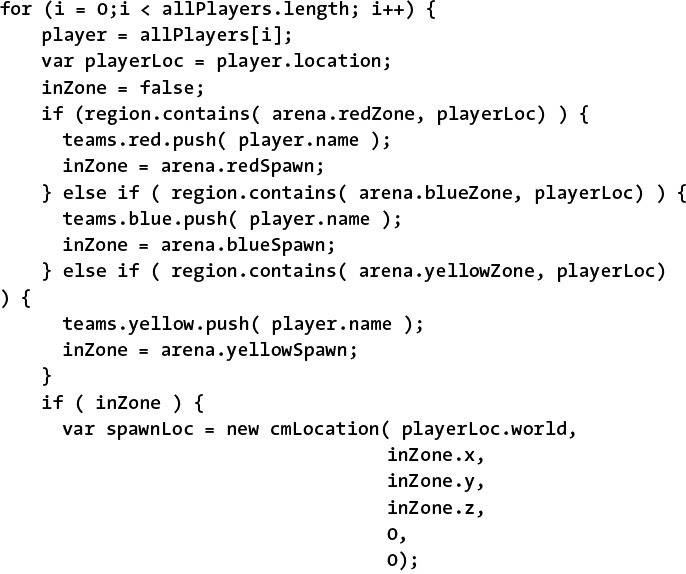 for (i = 0;i < allPlayers.length; i++) {
    player = allPlayers[i];
    var playerLoc = player.location;
    inZone = false;
    if (region.contains( arena.redZone, playerLoc) ) {
      teams.red.push( player.name );
      inZone = arena.redSpawn;
    } else if ( region.contains( arena.blueZone, playerLoc) ) {
      teams.blue.push( player.name );
      inZone = arena.blueSpawn;
    } else if ( region.contains( arena.yellowZone, playerLoc)
) {
      teams.yellow.push( player.name );
      inZone = arena.yellowSpawn;
    }
    if ( inZone ) {
      var spawnLoc = new cmLocation( playerLoc.world,
                                    inZone.x,
                                    inZone.y,
                                    inZone.z,
                                    0,
                                    0);